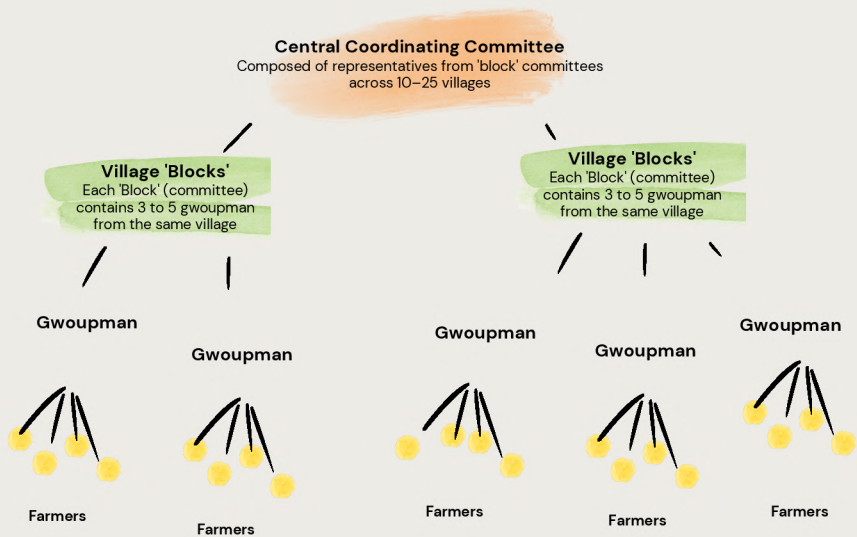 Central Coordinating Committee
Composed of representatives from 'block' committees
across 10–25 villages
Village 'Blocks'
Each 'Block' (committee)
contains 3 to 5 gwoupman
from the same village
Village 'Blocks'
Each 'Block' (committee)
contains 3 to 5 gwoupman
from the same village
Gwoupman
Gwoupman
Gwoupman
Gwoupman
Gwoupman
Farmers
Farmers
Farmers
Farmers
Farmers